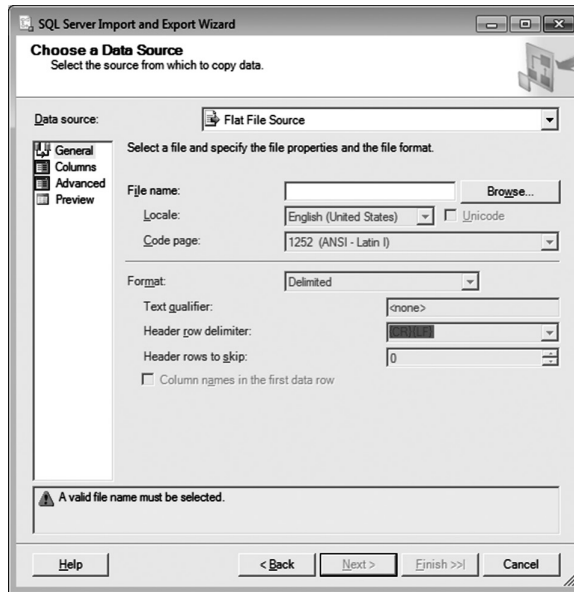 SQL Server Import and Export Wizard
Choose a Data Source
Select the source from which to copy data.
Data source: Flat File Source
General
Columns
Advanced
Preview
Select a file and specify the file properties and the file format.
File name: Browse...
Locale: English (United States) Unicode
Code page: 1252 (ANSI - Latin I)
Format: Delimited
Text qualifier: <none>
Header row delimiter: {CR}{LF}
Header rows to skip: 0
Column names in the first data row
A valid file name must be selected.
Help < Back Next > Finish >>| Cancel